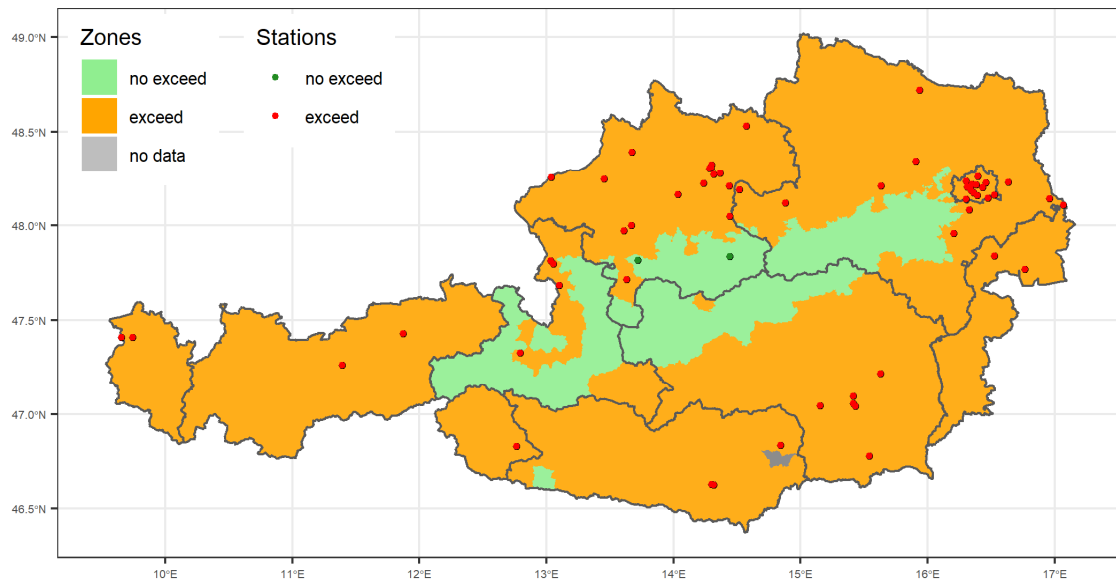 Zones
no exceed
exceed
no data
Stations
no exceed
exceed
49.0°N
48.5°N
48.0°N
47.5°N
47.0°N
46.5°N
10°E
11°E
12°E
13°E
14°E
15°E
16°E
17°E